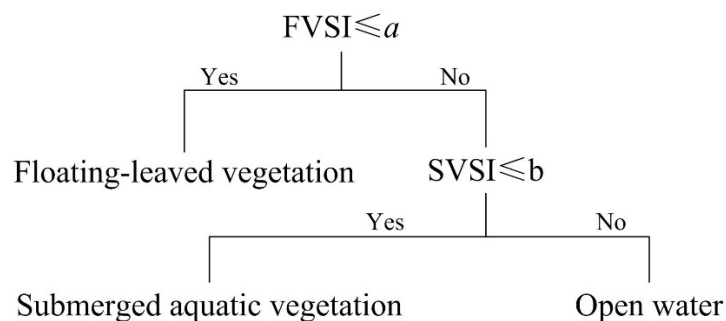 FVSI≤a
Yes No
Floating-leaved vegetation SVSI≤b
Yes No
Submerged aquatic vegetation Open water